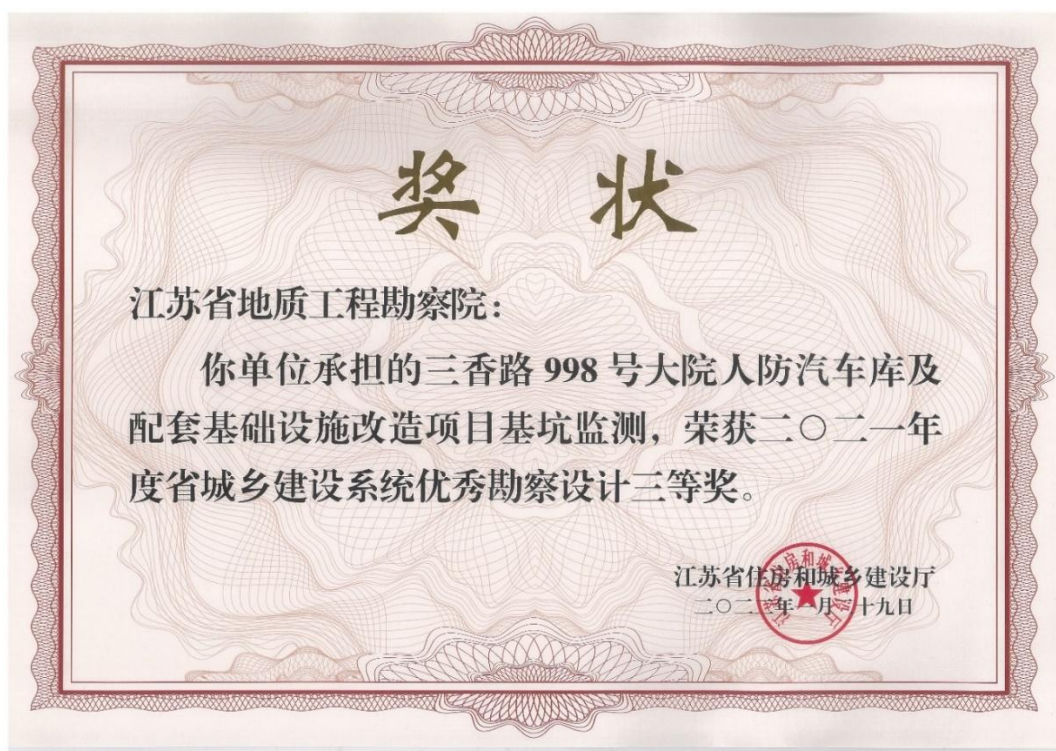 奖 状
江苏省地质工程勘察院：
你单位承担的三香路 998 号大院人防汽车库及
配套基础设施改造项目基坑监测，荣获二〇二一年
度省城乡建设系统优秀勘察设计三等奖。
江苏省住房和城乡建设厅
二〇二二年一月十九日